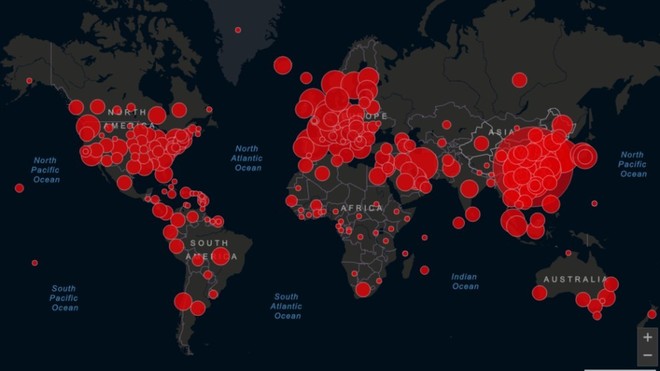 NORTH
AMERICA
North
Pacific
Ocean
North
Atlantic
Ocean
ASIA
North
Pacific
Ocean
AFRICA
SOUTH
AMERICA
South
Pacific
Ocean
South
Atlantic
Ocean
Indian
Ocean
AUSTRALIA
+
−